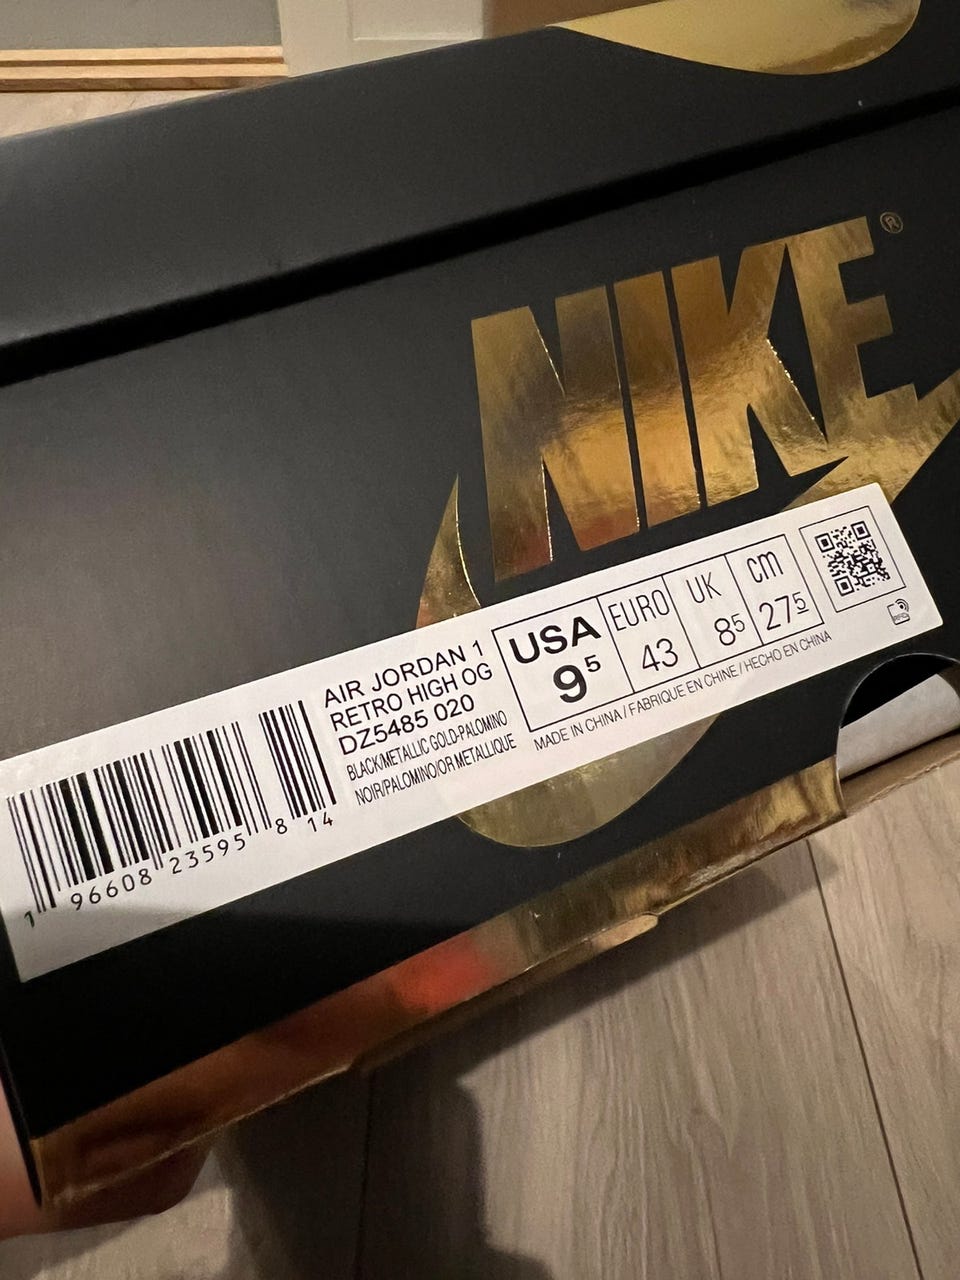 NIKE®
AIR JORDAN 1
RETRO HIGH OG
DZ5485 020
BLACK/METALLIC GOLD-PALOMINO
NOIR/PALOMINO/OR METALLIQUE
USA
9⁵
EURO
43
UK
8⁵
cm
27⁵
MADE IN CHINA / FABRIQUE EN CHINE / HECHO EN CHINA
1 96608 23595 8 14